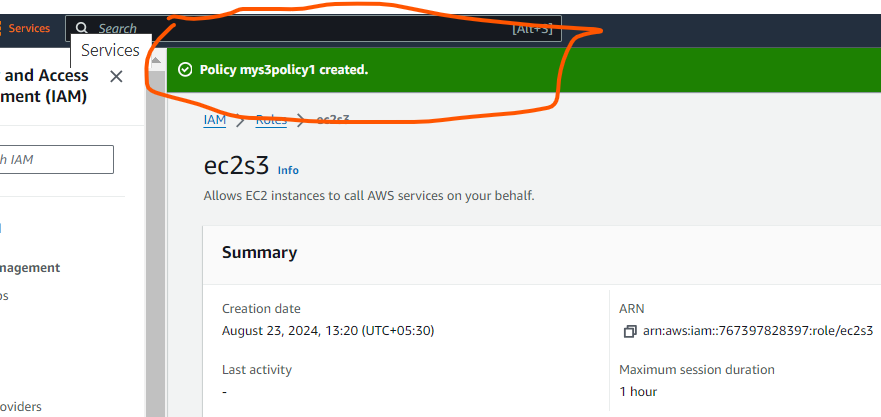 Services
Search
[Alt+S]
Services
Policy mys3policy1 created.
and Access
ment (IAM)
IAM
IAM
Roles
ec2s3
ec2s3
Info
Allows EC2 instances to call AWS services on your behalf.
nagement
Summary
Creation date
August 23, 2024, 13:20 (UTC+05:30)
ARN
arn:aws:iam::767397828397:role/ec2s3
Last activity
-
Maximum session duration
1 hour
oviders